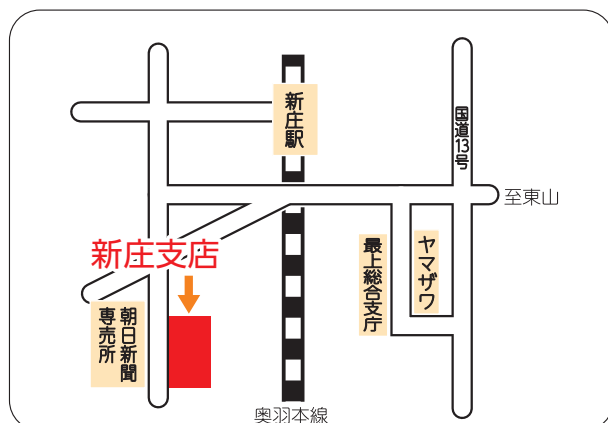 新庄駅
国道13号
至東山
新庄支店
最上総合支庁
ヤマザワ
朝日新聞
専売所
奥羽本線